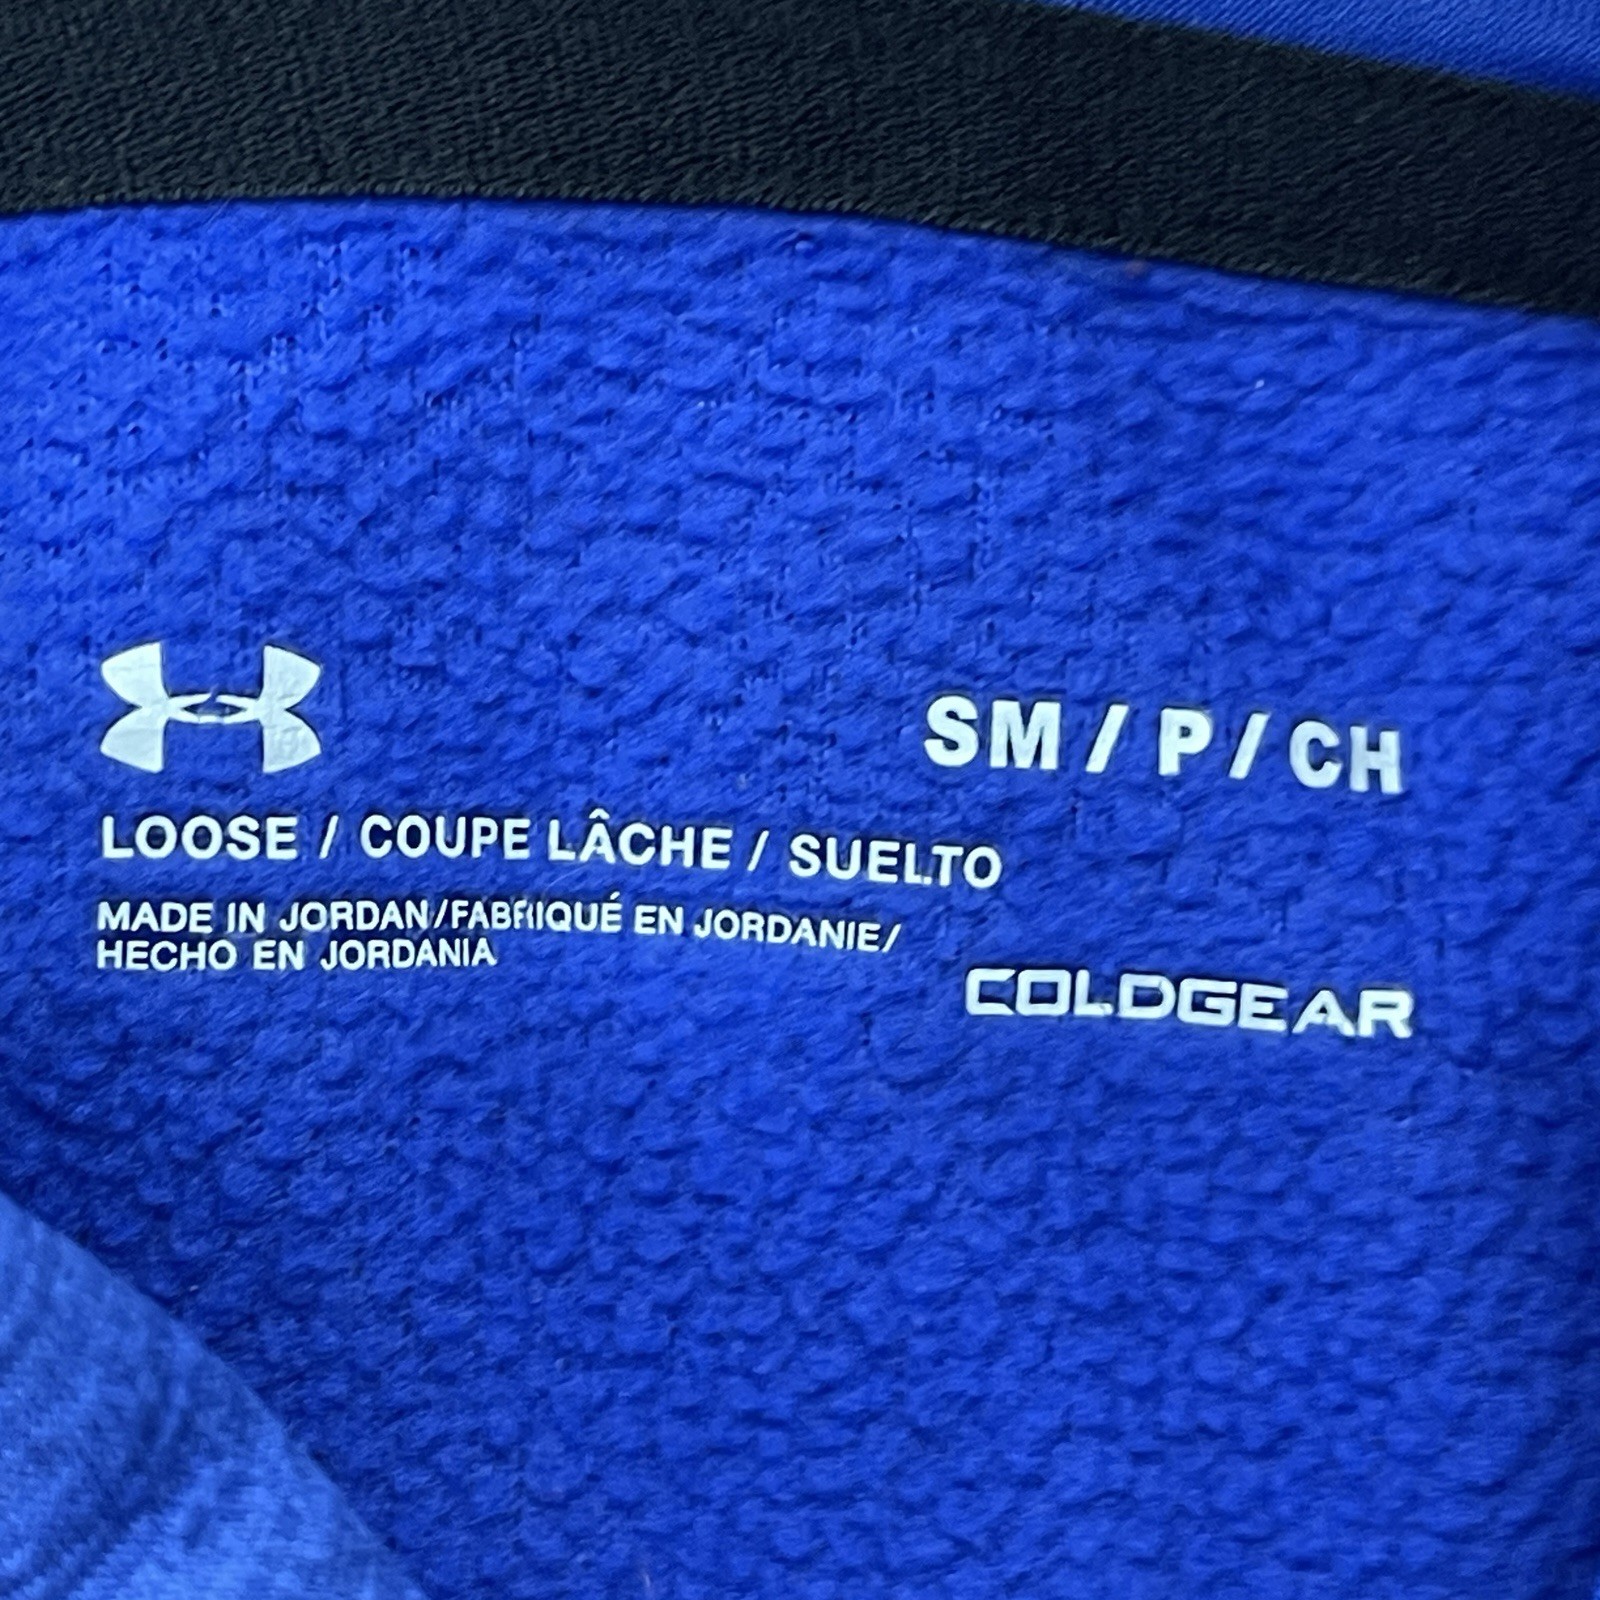 SM / P / CH
LOOSE / COUPE LÂCHE / SUELTO
MADE IN JORDAN/FABRIQUÉ EN JORDANIE/
HECHO EN JORDANIA
COLDGEAR